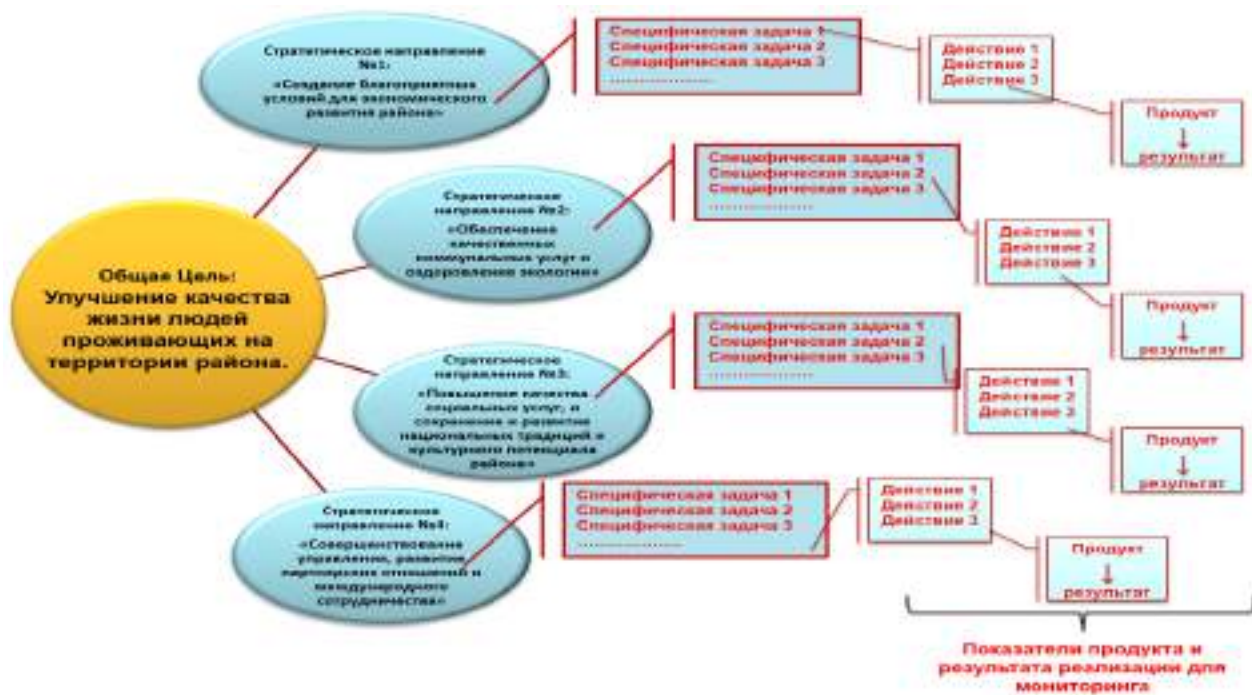 Общая Цель:
Улучшение качества
жизни людей
проживающих на
территории района.
Стратегическое направление
№1:
«Создание благоприятных
условий для экономического
развития района»
Специфическая задача 1
Специфическая задача 2
Специфическая задача 3
......................
Действие 1
Действие 2
Действие 3
Продукт
↓
результат
Стратегическое
направление №2:
«Обеспечение
качественных
коммунальных услуг и
оздоровление экологии»
Специфическая задача 1
Специфическая задача 2
Специфическая задача 3
......................
Действие 1
Действие 2
Действие 3
Продукт
↓
результат
Стратегическое
направление №3:
«Повышение качества
социальных услуг, и
сохранение и развитие
национальных традиций и
культурного потенциала
района»
Специфическая задача 1
Специфическая задача 2
Специфическая задача 3
......................
Действие 1
Действие 2
Действие 3
Продукт
↓
результат
Стратегическое
направление №4:
«Совершенствование
управления, развитие
партнерских отношений и
международного
сотрудничества»
Специфическая задача 1
Специфическая задача 2
Специфическая задача 3
......................
Действие 1
Действие 2
Действие 3
Продукт
↓
результат
Показатели продукта и
результата реализации для
мониторинга